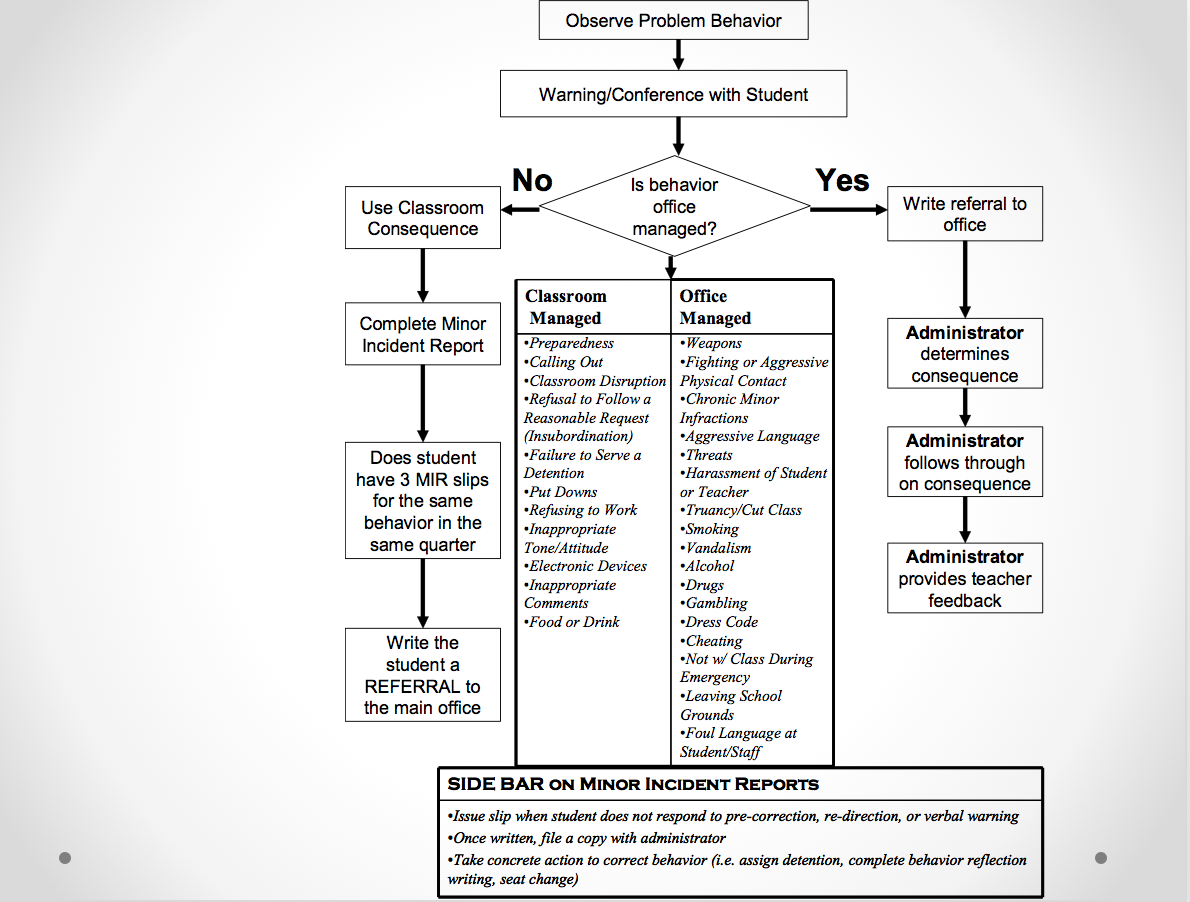 Observe Problem Behavior
Warning/Conference with Student
No
Yes
Is behavior
office
managed?
Use Classroom
Consequence
Write referral to
office
Complete Minor
Incident Report
Does student
have 3 MIR slips
for the same
behavior in the
same quarter
Write the
student a
REFERRAL to
the main office
Classroom
Managed
•Preparedness
•Calling Out
•Classroom Disruption
•Refusal to Follow a
Reasonable Request
(Insubordination)
•Failure to Serve a
Detention
•Put Downs
•Refusing to Work
•Inappropriate
Tone/Attitude
•Electronic Devices
•Inappropriate
Comments
•Food or Drink
Office
Managed
•Weapons
•Fighting or Aggressive
Physical Contact
•Chronic Minor
Infractions
•Aggressive Language
•Threats
•Harassment of Student
or Teacher
•Truancy/Cut Class
•Smoking
•Vandalism
•Alcohol
•Drugs
•Gambling
•Dress Code
•Cheating
•Not w/ Class During
Emergency
•Leaving School
Grounds
•Foul Language at
Student/Staff
Administrator
determines
consequence
Administrator
follows through
on consequence
Administrator
provides teacher
feedback
SIDE BAR ON MINOR INCIDENT REPORTS
•Issue slip when student does not respond to pre-correction, re-direction, or verbal warning
•Once written, file a copy with administrator
•Take concrete action to correct behavior (i.e. assign detention, complete behavior reflection
writing, seat change)